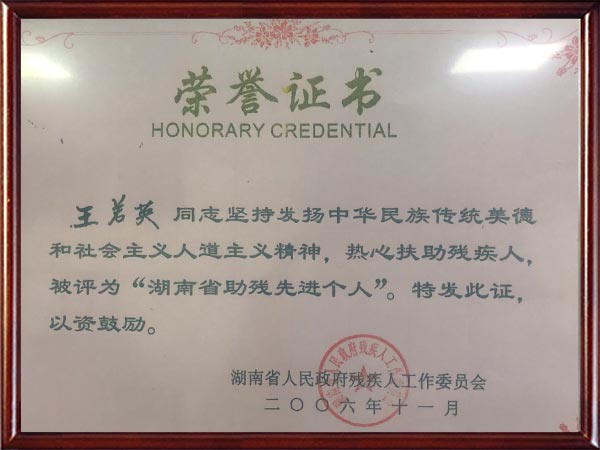 荣誉证书
HONORARY CREDENTIAL
王若英 同志坚持发扬中华民族传统美德
和社会主义人道主义精神，热心扶助残疾人，
被评为“湖南省助残先进个人”。特发此证，
以资鼓励。
湖南省人民政府残疾人工作委员会
二〇〇六年十一月